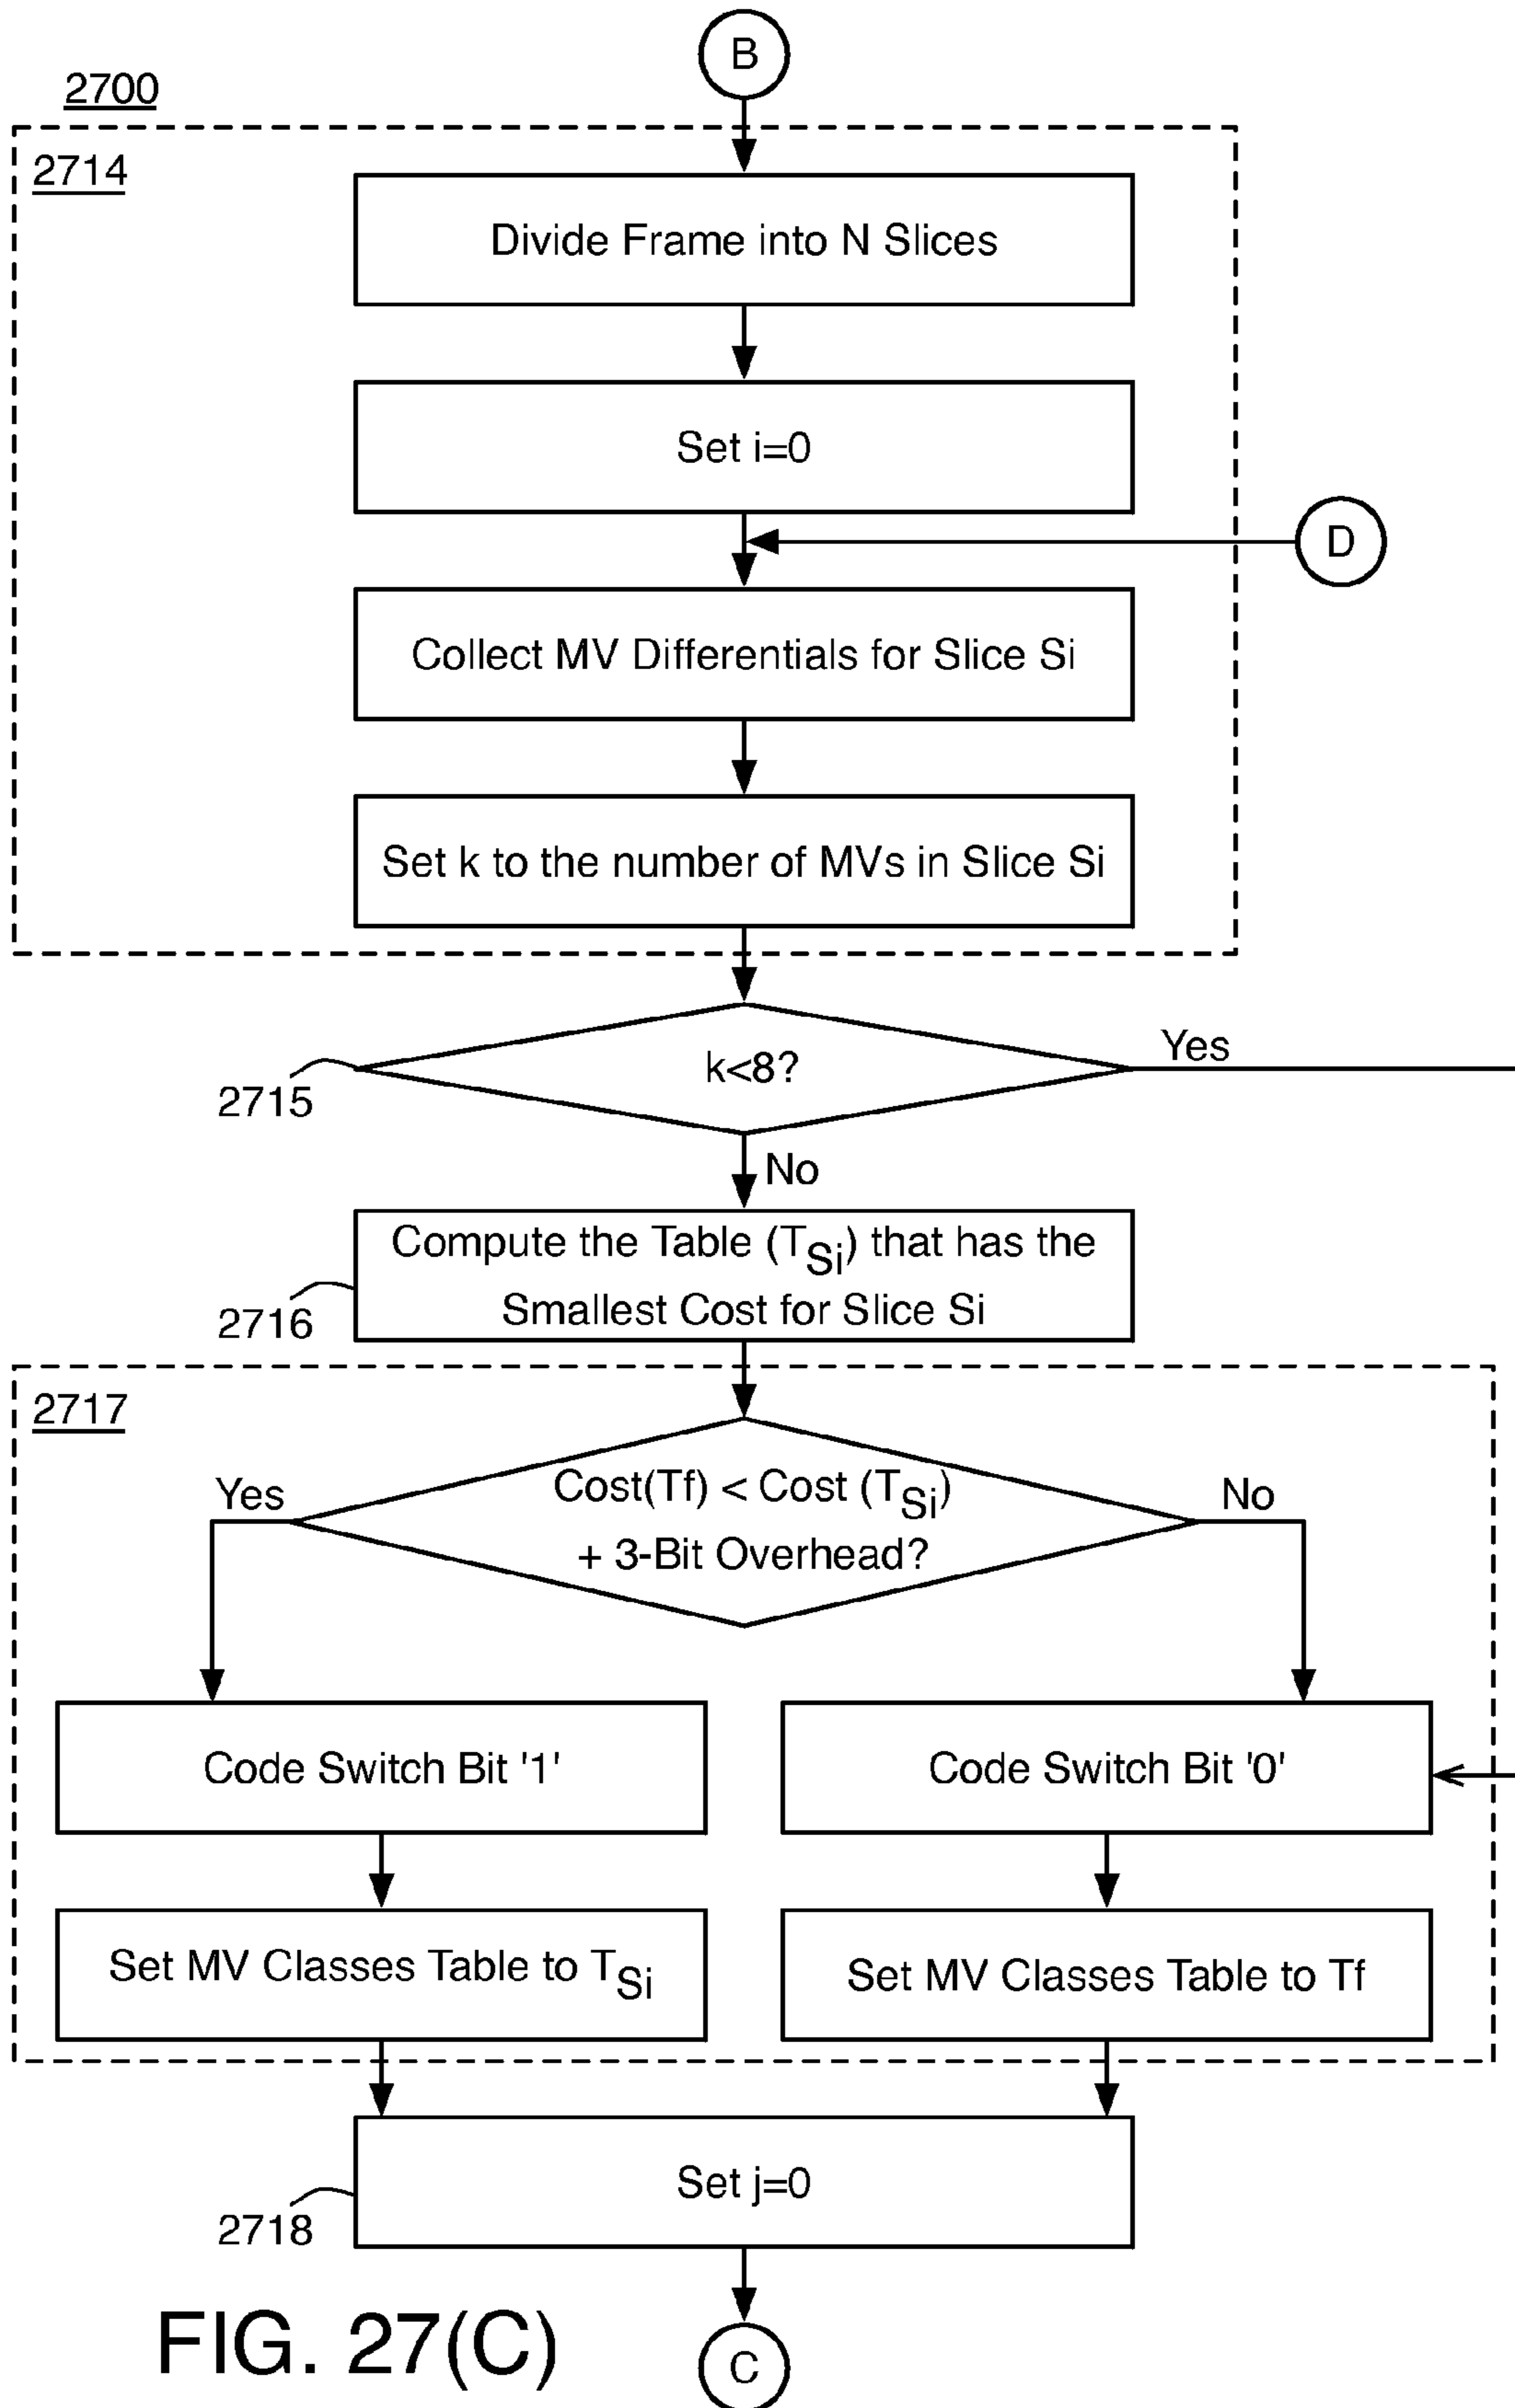 B
2700
2714
Divide Frame into N Slices
Set i=0
D
Collect MV Differentials for Slice Si
Set k to the number of MVs in Slice Si
k<8?
Yes
2715
No
Compute the Table (TSi) that has the
Smallest Cost for Slice Si
2716
2717
Cost(Tf) < Cost (TSi)
+ 3-Bit Overhead?
Yes
No
Code Switch Bit '1'
Code Switch Bit '0'
Set MV Classes Table to TSi
Set MV Classes Table to Tf
Set j=0
2718
FIG. 27(C)
C